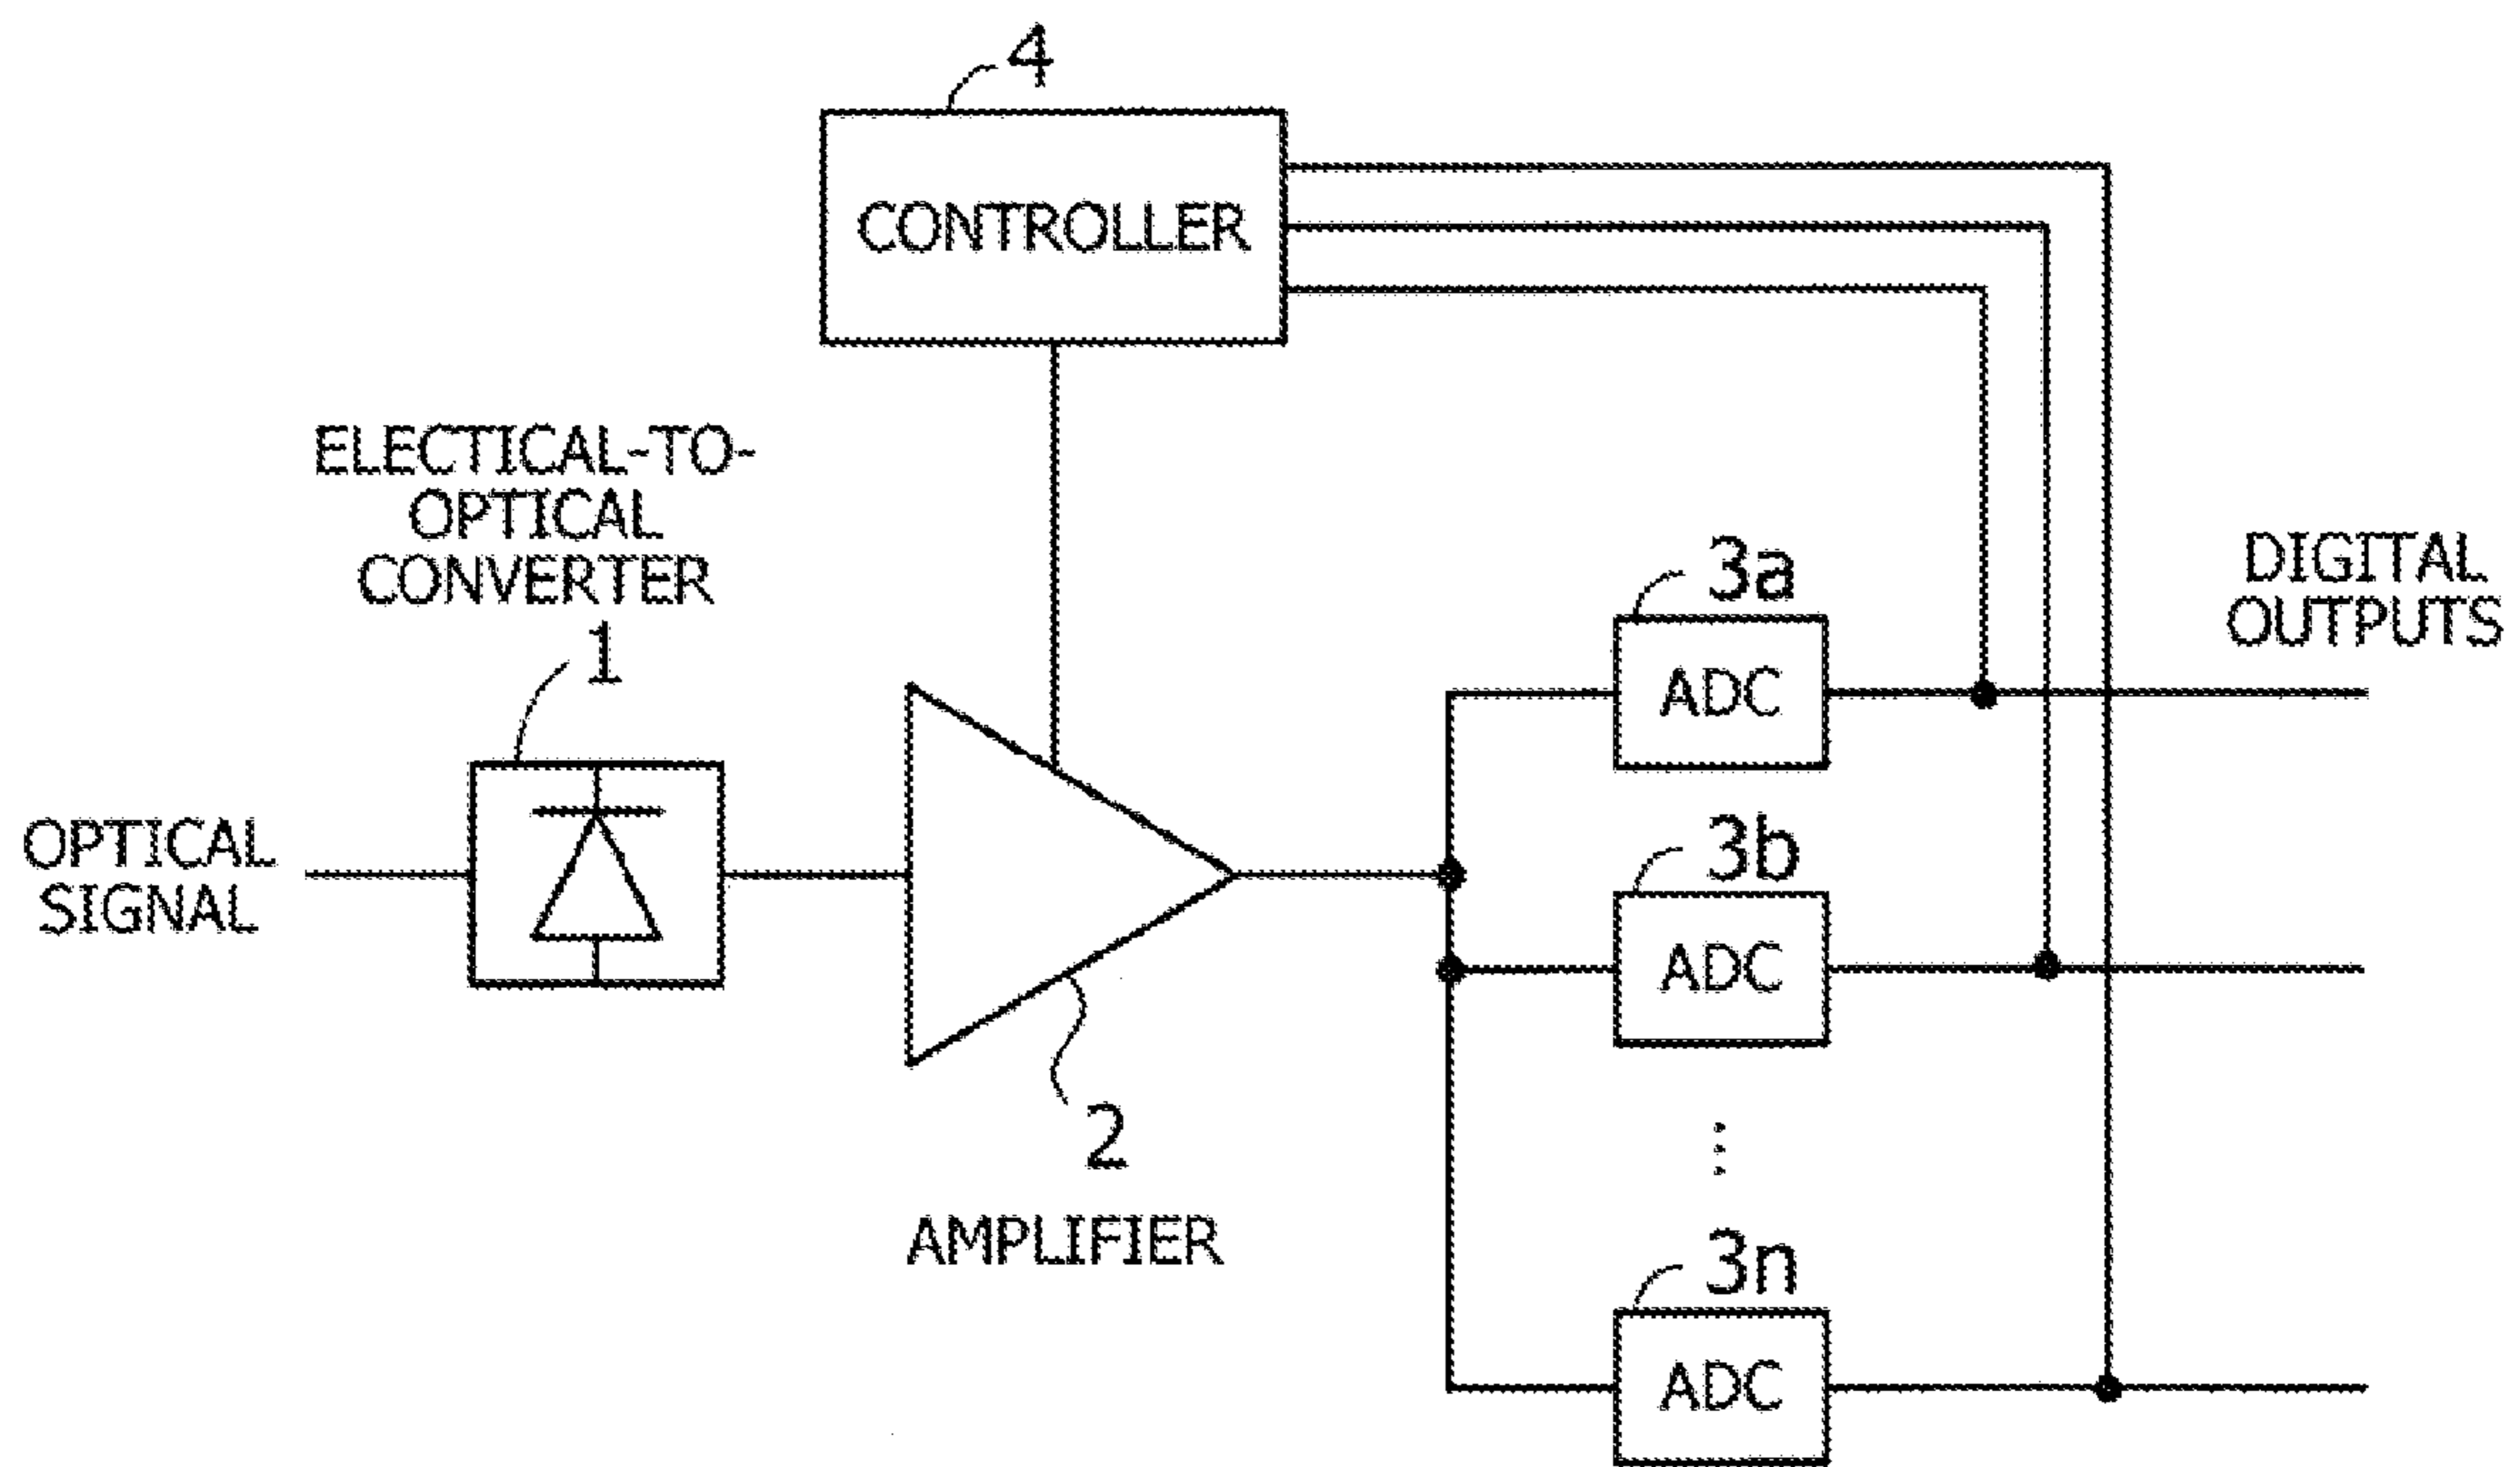 4
CONTROLLER
ELECTICAL-TO-
OPTICAL
CONVERTER
1
OPTICAL
SIGNAL
2
AMPLIFIER
3a
ADC
3b
ADC
3n
ADC
DIGITAL
OUTPUTS